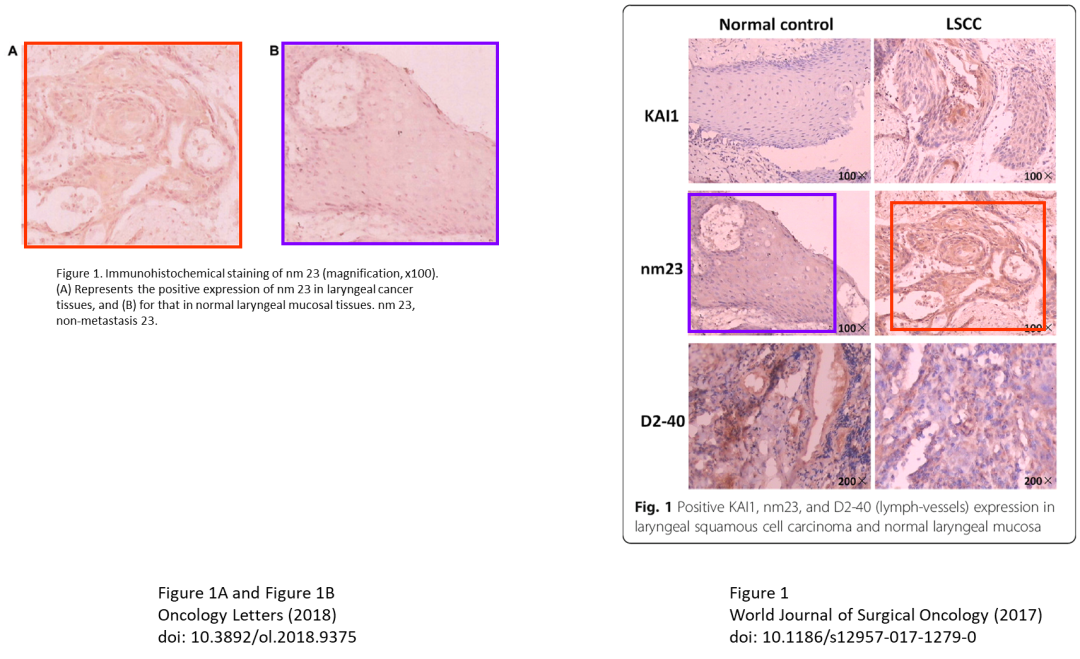 A
B
Figure 1. Immunohistochemical staining of nm 23 (magnification, x100).
(A) Represents the positive expression of nm 23 in laryngeal cancer
tissues, and (B) for that in normal laryngeal mucosal tissues. nm 23,
non-metastasis 23.
Figure 1A and Figure 1B
Oncology Letters (2018)
doi: 10.3892/ol.2018.9375
Normal control LSCC
KAI1
100× 100×
nm23
100× 100×
D2-40
200× 200×
Fig. 1 Positive KAI1, nm23, and D2-40 (lymph-vessels) expression in
laryngeal squamous cell carcinoma and normal laryngeal mucosa
Figure 1
World Journal of Surgical Oncology (2017)
doi: 10.1186/s12957-017-1279-0